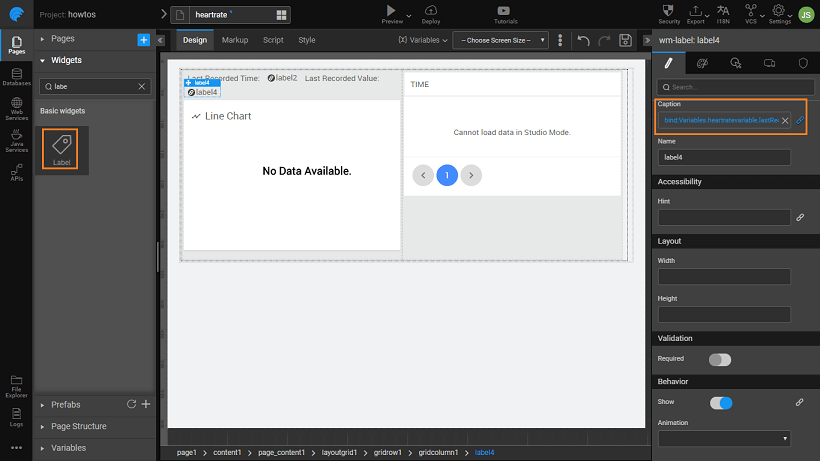 Project: howtos
heartrate *
Preview
Deploy
Tutorials
Security
Export
I18N
VCS
Settings
JS
Pages
Databases
Web
Services
Java
Services
APIs
File
Explorer
Logs
Pages
Widgets
labe
Basic widgets
Label
Prefabs
Page Structure
Variables
Design
Markup
Script
Style
(X) Variables
-- Choose Screen Size --
Last Recorded Time:
label2
Last Recorded Value:
label4
label4
Line Chart
No Data Available.
TIME
Cannot load data in Studio Mode.
1
page1 > content1 > page_content1 > layoutgrid1 > gridrow1 > gridcolumn1 > label4
wm-label: label4
Search...
Caption
bind:Variables.heartratevariable.lastRe
Name
label4
Accessibility
Hint
Layout
Width
Height
Validation
Required
Behavior
Show
Animation